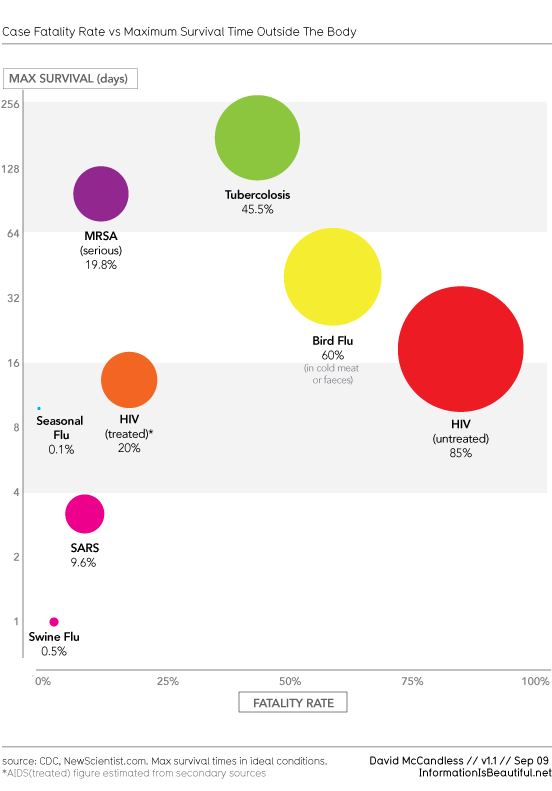 Case Fatality Rate vs Maximum Survival Time Outside The Body
MAX SURVIVAL (days)
256
128
64
32
16
8
4
2
1
Tubercolosis
45.5%
MRSA
(serious)
19.8%
Bird Flu
60%
(in cold meat
or faeces)
HIV
(untreated)
85%
HIV
(treated)*
20%
Seasonal
Flu
0.1%
SARS
9.6%
Swine Flu
0.5%
0%
25%
50%
75%
100%
FATALITY RATE
source: CDC, NewScientist.com. Max survival times in ideal conditions.
*AIDS(treated) figure estimated from secondary sources
David McCandless // v1.1 // Sep 09
InformationIsBeautiful.net